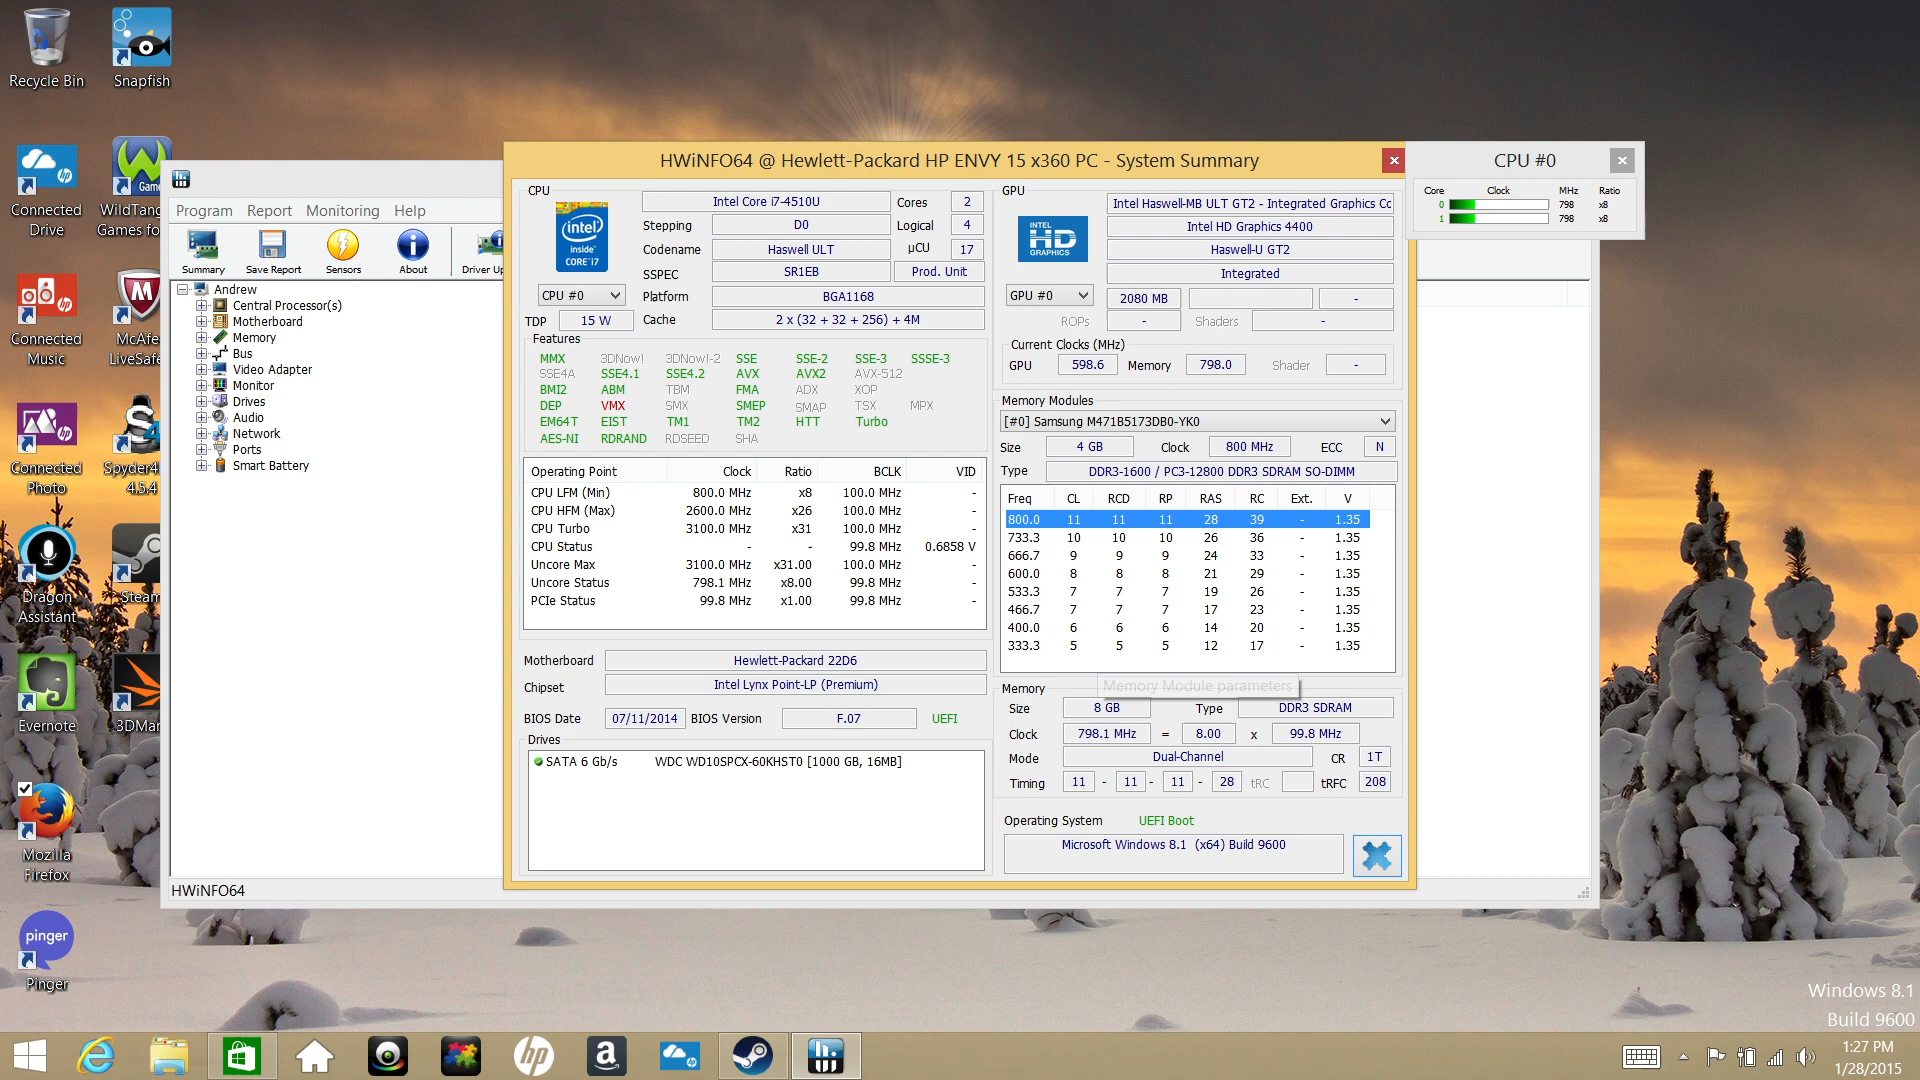 Recycle Bin
Snapfish
Connected
Drive
WildTang
Games fo
Connected
Music
McAfe
LiveSafe
Connected
Photo
Spyder4
4.5.4
Dragon
Assistant
Steam
Evernote
3DMar
Mozilla
Firefox
pinger
Pinger
Program Report Monitoring Help
Summary Save Report Sensors About Driver Up
Andrew
Central Processor(s)
Motherboard
Memory
Bus
Video Adapter
Monitor
Drives
Audio
Network
Ports
Smart Battery
HWiNFO64
HWiNFO64 @ Hewlett-Packard HP ENVY 15 x360 PC - System Summary
CPU
intel
inside
CORE i7
Intel Core i7-4510U Cores 2
Stepping D0 Logical 4
Codename Haswell ULT µCU 17
SSPEC SR1EB Prod. Unit
CPU #0 Platform BGA1168
TDP 15 W Cache 2 x (32 + 32 + 256) + 4M
Features
MMX 3DNow! 3DNow!-2 SSE SSE-2 SSE-3 SSSE-3
SSE4A SSE4.1 SSE4.2 AVX AVX2 AVX-512
BMI2 ABM TBM FMA ADX XOP
DEP VMX SMX SMEP SMAP TSX MPX
EM64T EIST TM1 TM2 HTT Turbo
AES-NI RDRAND RDSEED SHA
Operating Point Clock Ratio BCLK VID
CPU LFM (Min) 800.0 MHz x8 100.0 MHz -
CPU HFM (Max) 2600.0 MHz x26 100.0 MHz -
CPU Turbo 3100.0 MHz x31 100.0 MHz -
CPU Status - - 99.8 MHz 0.6858 V
Uncore Max 3100.0 MHz x31.00 100.0 MHz -
Uncore Status 798.1 MHz x8.00 99.8 MHz -
PCIe Status 99.8 MHz x1.00 99.8 MHz -
Motherboard Hewlett-Packard 22D6
Chipset Intel Lynx Point-LP (Premium)
BIOS Date 07/11/2014 BIOS Version F.07 UEFI
Drives
SATA 6 Gb/s WDC WD10SPCX-60KHST0 [1000 GB, 16MB]
GPU
INTEL
HD
GRAPHICS
Intel Haswell-MB ULT GT2 - Integrated Graphics Cc
Intel HD Graphics 4400
Haswell-U GT2
Integrated
GPU #0 2080 MB -
ROPs - Shaders -
Current Clocks (MHz)
GPU 598.6 Memory 798.0 Shader -
Memory Modules
[#0] Samsung M471B5173DB0-YK0
Size 4 GB Clock 800 MHz ECC N
Type DDR3-1600 / PC3-12800 DDR3 SDRAM SO-DIMM
Freq CL RCD RP RAS RC Ext. V
800.0 11 11 11 28 39 - 1.35
733.3 10 10 10 26 36 - 1.35
666.7 9 9 9 24 33 - 1.35
600.0 8 8 8 21 29 - 1.35
533.3 7 7 7 19 26 - 1.35
466.7 7 7 7 17 23 - 1.35
400.0 6 6 6 14 20 - 1.35
333.3 5 5 5 12 17 - 1.35
Memory Module parameters
Memory
Size 8 GB Type DDR3 SDRAM
Clock 798.1 MHz = 8.00 x 99.8 MHz
Mode Dual-Channel CR 1T
Timing 11 - 11 - 11 - 28 tRC tRFC 208
Operating System UEFI Boot
Microsoft Windows 8.1 (x64) Build 9600
CPU #0
Core Clock MHz Ratio
0 798 x8
1 798 x8
Windows 8.1
Build 9600
hp
a
1:27 PM
1/28/2015